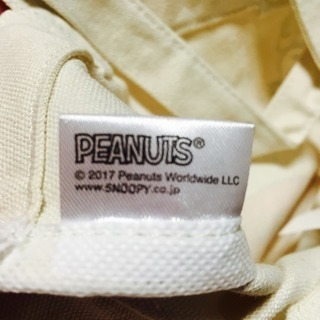 PEANUTS®
© 2017 Peanuts Worldwide LLC
www.SNOOPY.co.jp